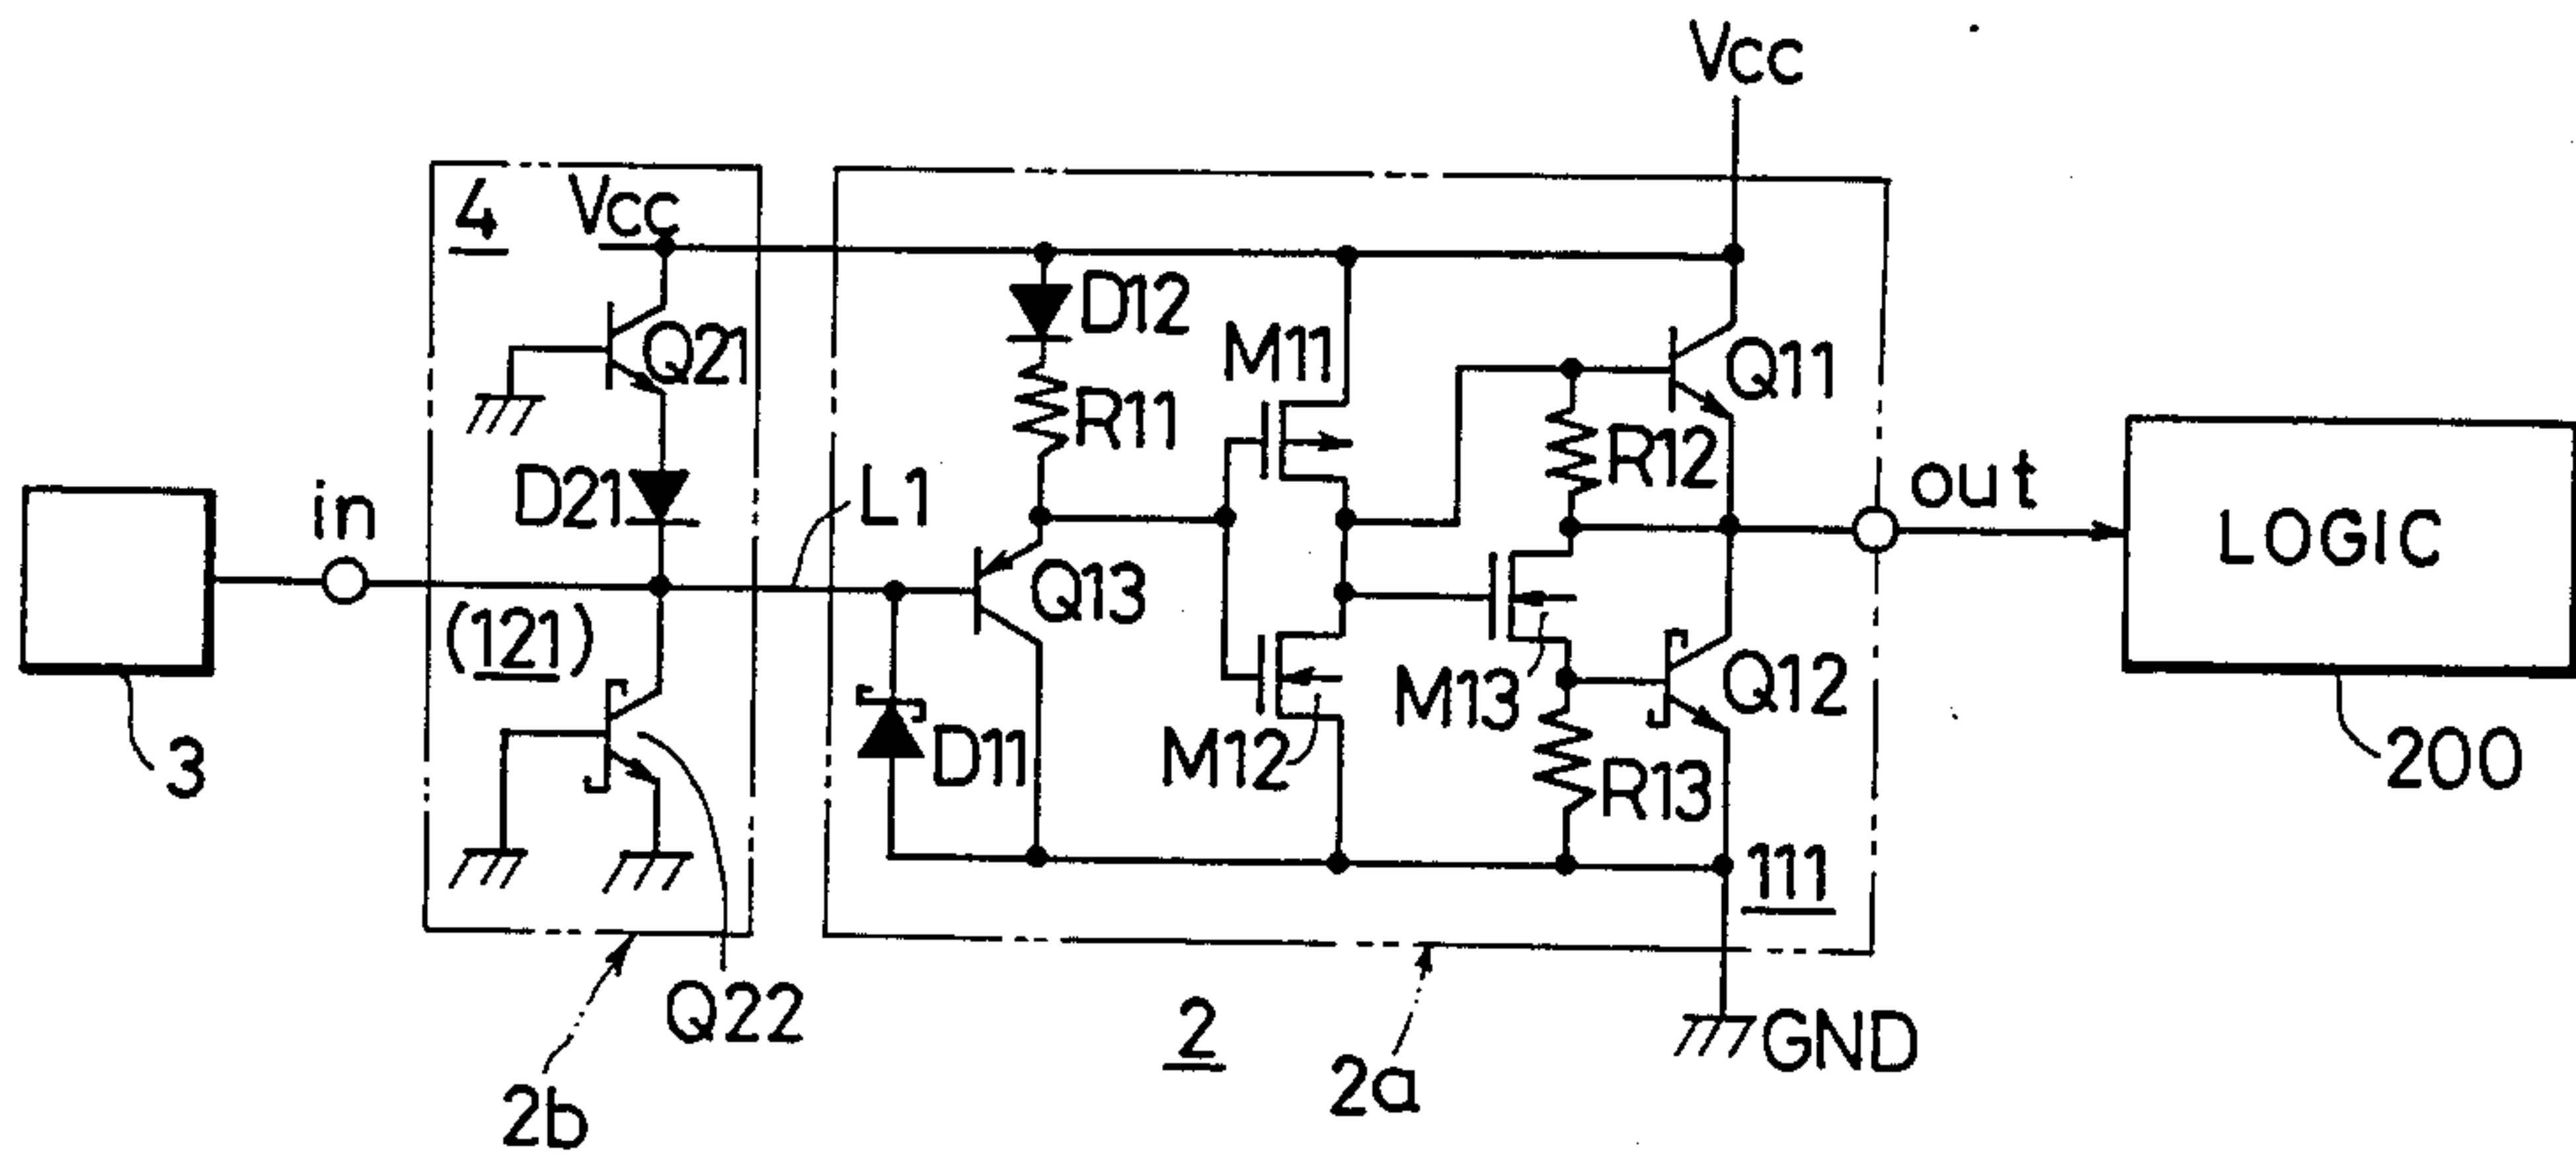 Vcc
4
Vcc
D12
Q21
M11
Q11
R11
R12
in
D21
L1
out
LOGIC
(121)
Q13
M13
Q12
3
D11
M12
R13
200
111
Q22
2
GND
2a
2b